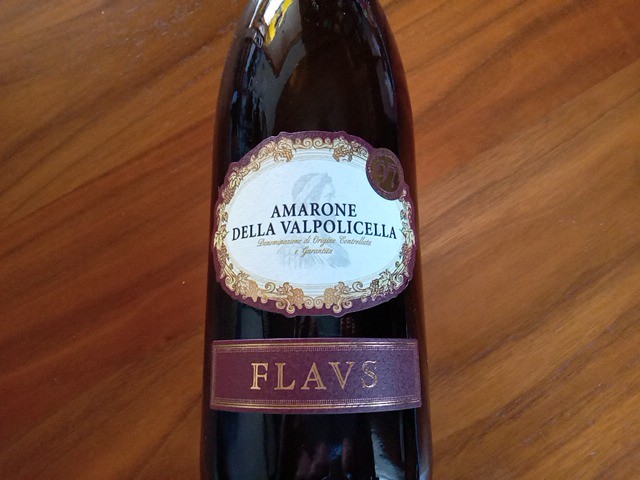 AMARONE
DELLA VALPOLICELLA
Denominazione di Origine Controllata
e Garantita
FLAVS